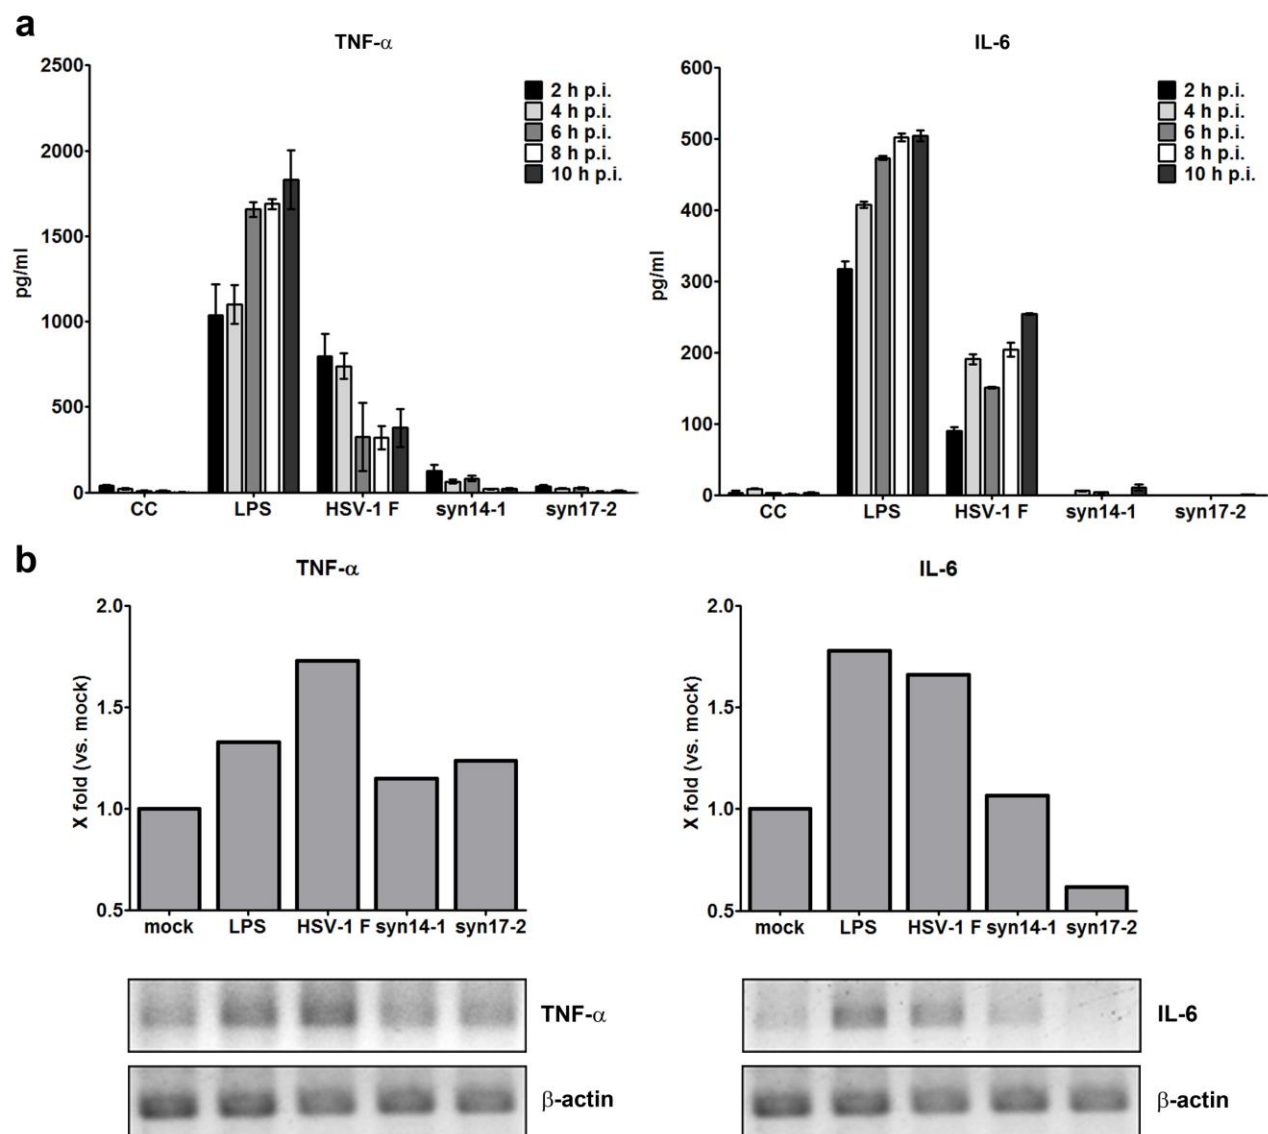 a
TNF-α
2500
2000
1500
1000
500
0
pg/ml
2 h p.i.
4 h p.i.
6 h p.i.
8 h p.i.
10 h p.i.
CC LPS HSV-1 F syn14-1 syn17-2
IL-6
600
500
400
300
200
100
0
pg/ml
2 h p.i.
4 h p.i.
6 h p.i.
8 h p.i.
10 h p.i.
CC LPS HSV-1 F syn14-1 syn17-2
b
TNF-α
2.0
1.5
1.0
0.5
X fold (vs. mock)
mock LPS HSV-1 F syn14-1 syn17-2
TNF-α
β-actin
IL-6
2.0
1.5
1.0
0.5
X fold (vs. mock)
mock LPS HSV-1 F syn14-1 syn17-2
IL-6
β-actin